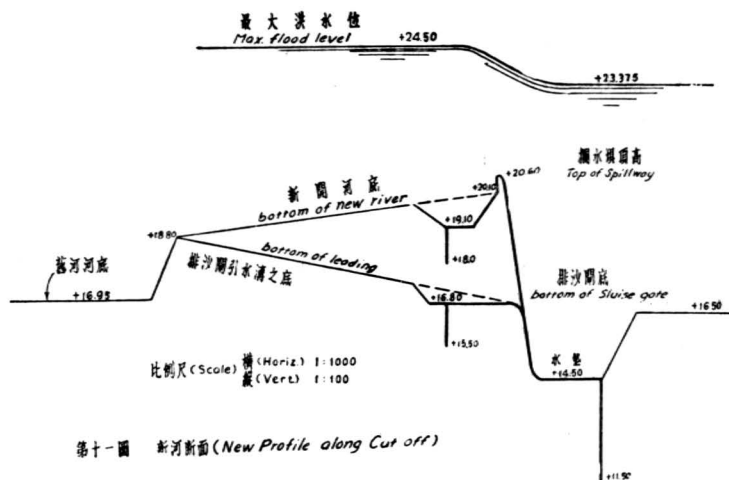 最大洪水位
Max. flood level
+24.50
+23.375
攔水壩頂高
Top of Spillway
+20.60
+20.10
新開河底
bottom of new river
+19.10
+18.80
+18.0
bottom of leading
排沙閘引水溝之底
舊河河底
+16.95
+16.80
排沙閘底
bottom of Sluise gate
+16.50
+15.50
水墊
+14.50
比例尺(Scale) 橫(Horiz.) 1:1000
縱(Vert.) 1:100
+11.50
第十一圖 新河斷面(New Profile along Cut off)